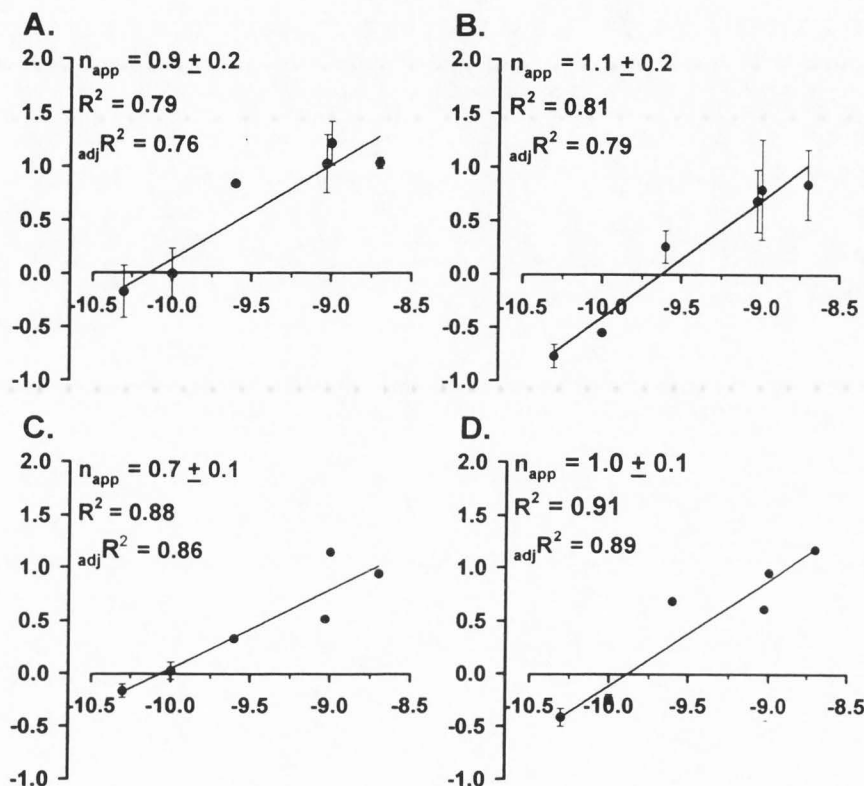 A.
n_app = 0.9 ± 0.2
R² = 0.79
adjR² = 0.76
2.0
1.5
1.0
0.5
0.0
-0.5
-1.0
-10.5 -10.0 -9.5 -9.0 -8.5
B.
n_app = 1.1 ± 0.2
R² = 0.81
adjR² = 0.79
2.0
1.5
1.0
0.5
0.0
-0.5
-1.0
-10.5 -10.0 -9.5 -9.0 -8.5
C.
n_app = 0.7 ± 0.1
R² = 0.88
adjR² = 0.86
2.0
1.5
1.0
0.5
0.0
-0.5
-1.0
-10.5 -10.0 -9.5 -9.0 -8.5
D.
n_app = 1.0 ± 0.1
R² = 0.91
adjR² = 0.89
2.0
1.5
1.0
0.5
0.0
-0.5
-1.0
-10.5 -10.0 -9.5 -9.0 -8.5